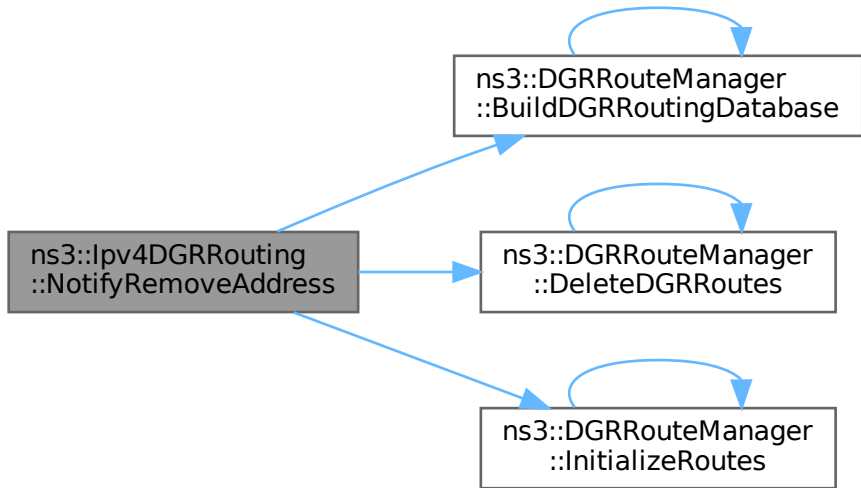 ns3::DGRRouteManager
::BuildDGRRoutingDatabase
ns3::Ipv4DGRRouting
::NotifyRemoveAddress
ns3::DGRRouteManager
::DeleteDGRRoutes
ns3::DGRRouteManager
::InitializeRoutes